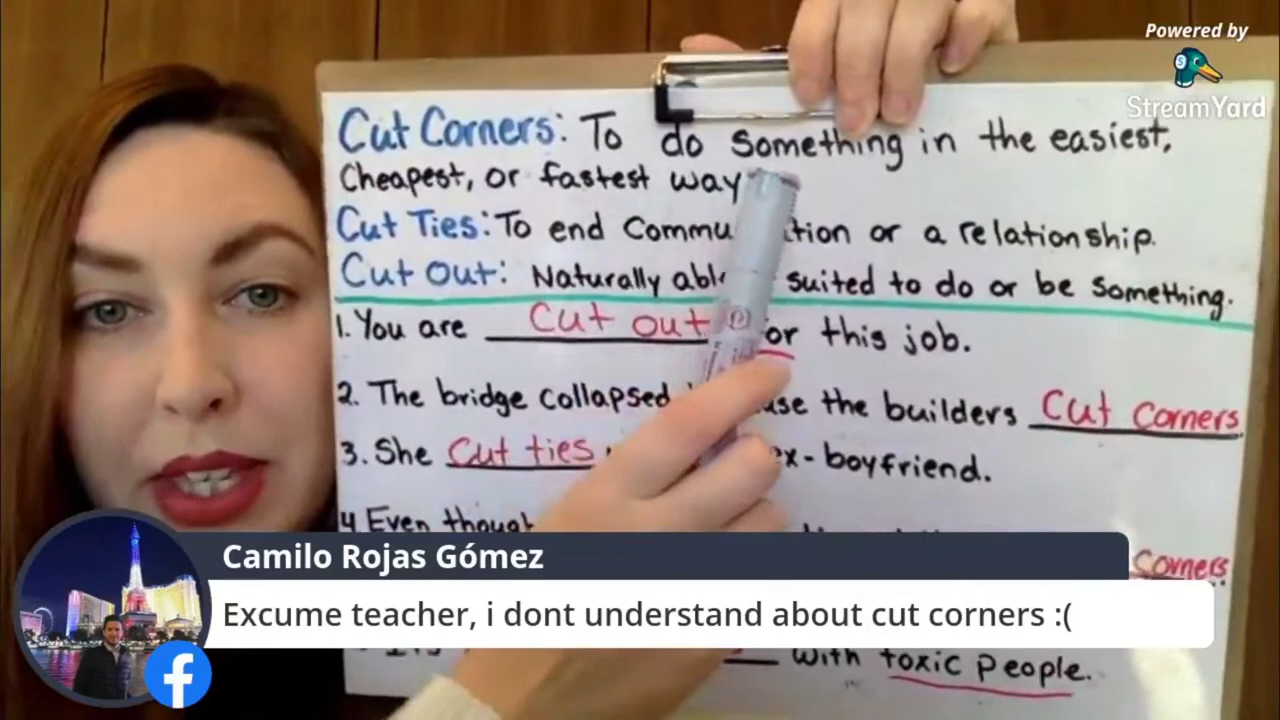 Powered by
StreamYard
Cut Corners: To do something in the easiest,
Cheapest, or fastest way
Cut Ties: To end Commu tion or a relationship.
Cut Out: Naturally abl suited to do or be something.
1. You are cut out or this job.
2. The bridge collapsed use the builders Cut corners
3. She Cut ties x-boyfriend.
4 Even though
Corners
Camilo Rojas Gómez
Excume teacher, i dont understand about cut corners :(
with toxic people.